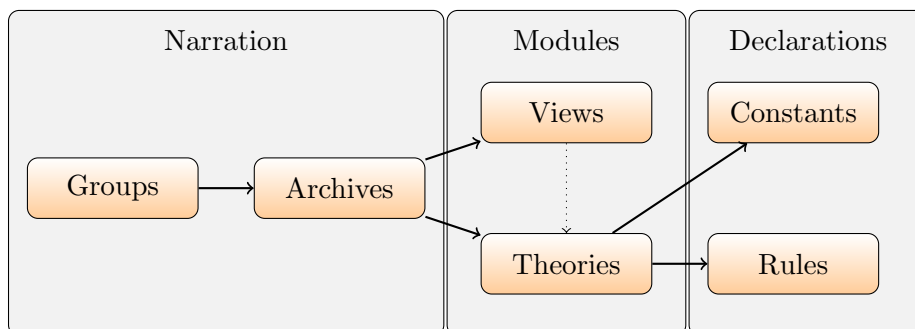 Narration
Modules
Declarations
Views
Constants
Groups
Archives
Theories
Rules